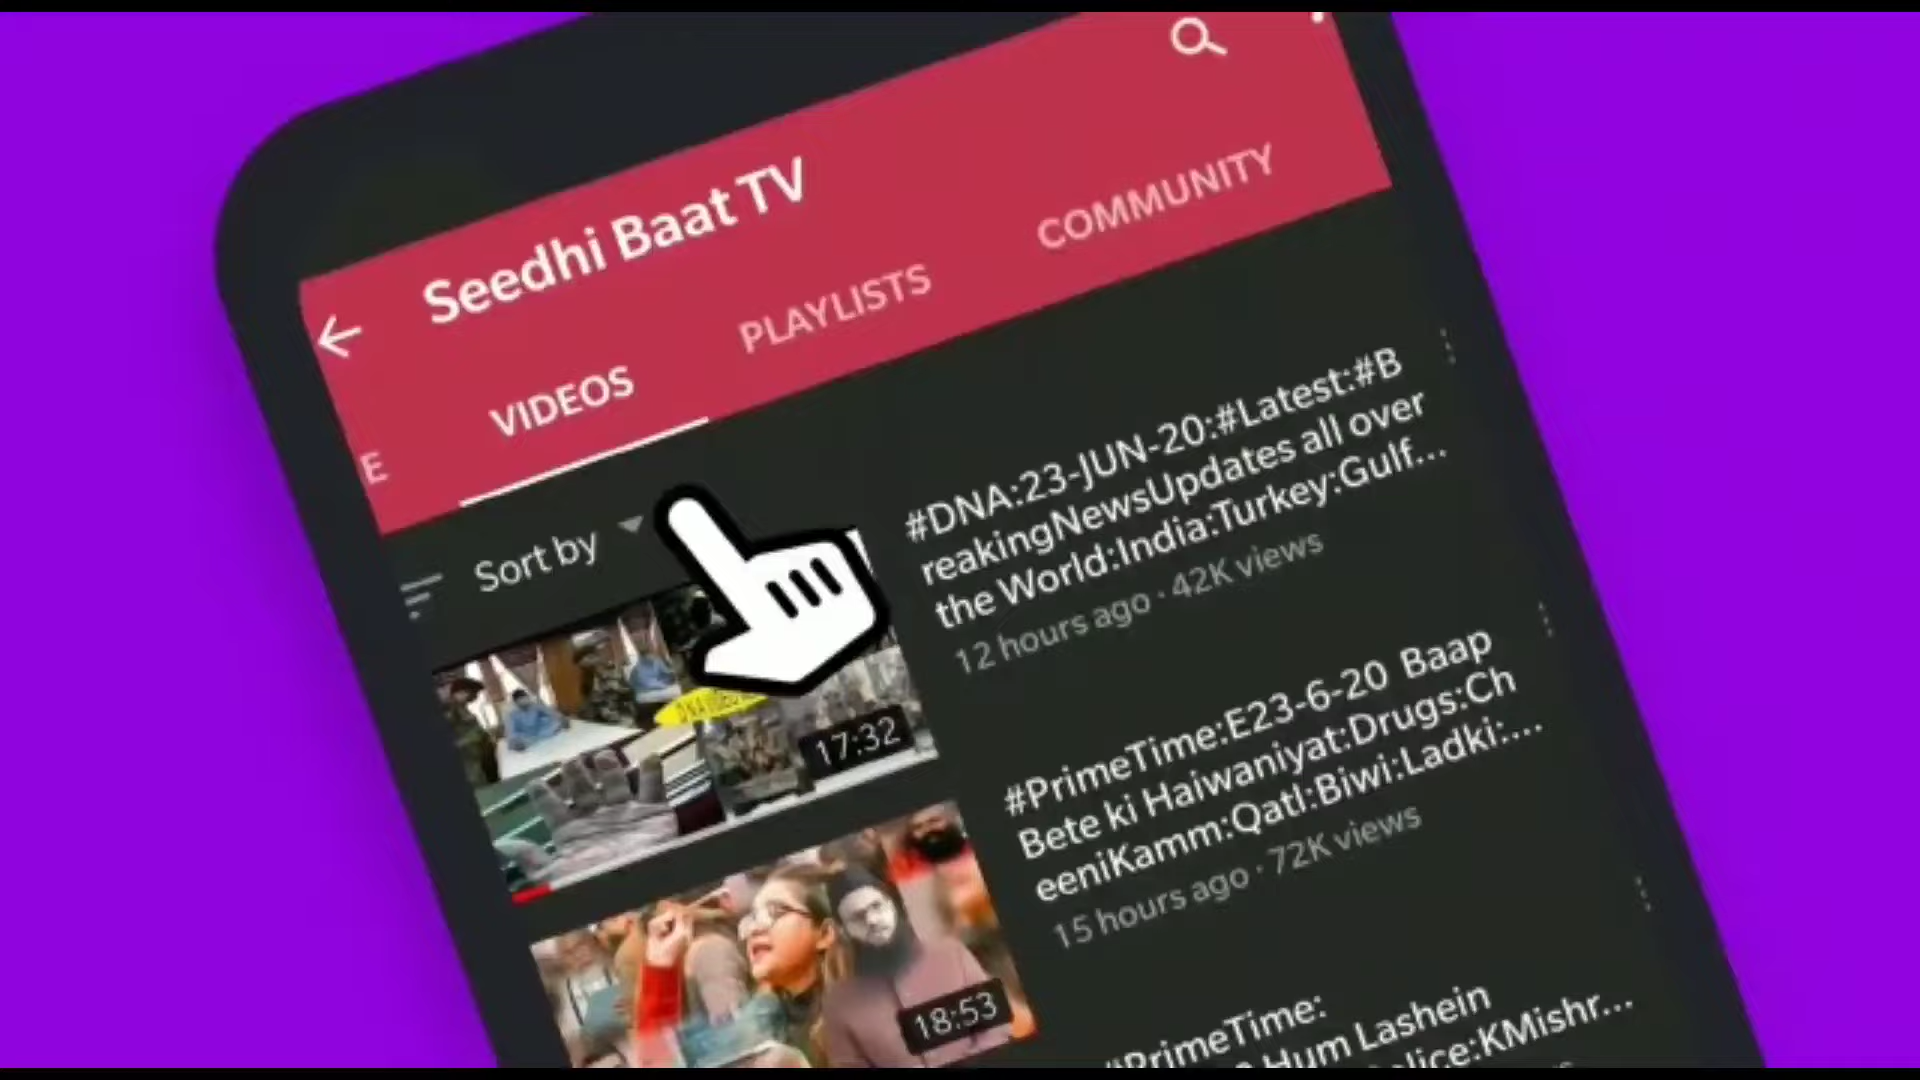 Seedhi Baat TV
E
VIDEOS
PLAYLISTS
COMMUNITY
Sort by
#DNA:23-JUN-20:#Latest:#B
reakingNewsUpdates all over
the World:India:Turkey:Gulf...
12 hours ago · 42K views
17:32
#PrimeTime:E23-6-20 Baap
Bete ki Haiwaniyat:Drugs:Ch
eeniKamm:Qatl:Biwi:Ladki:...
15 hours ago · 72K views
18:53
#PrimeTime:
Hum Lashein
KMishr...